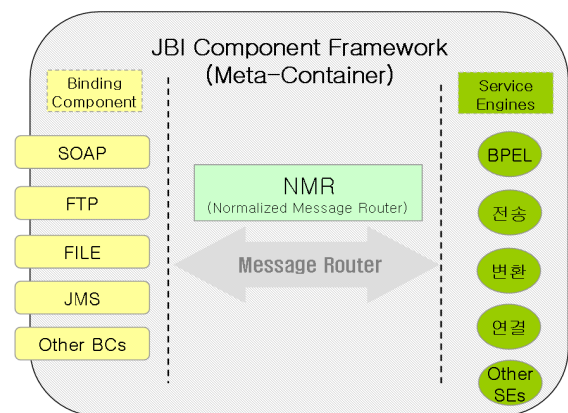 JBI Component Framework
(Meta-Container)
Binding
Component
SOAP
FTP
FILE
JMS
Other BCs
NMR
(Normalized Message Router)
Message Router
Service
Engines
BPEL
전송
변환
연결
Other
SEs